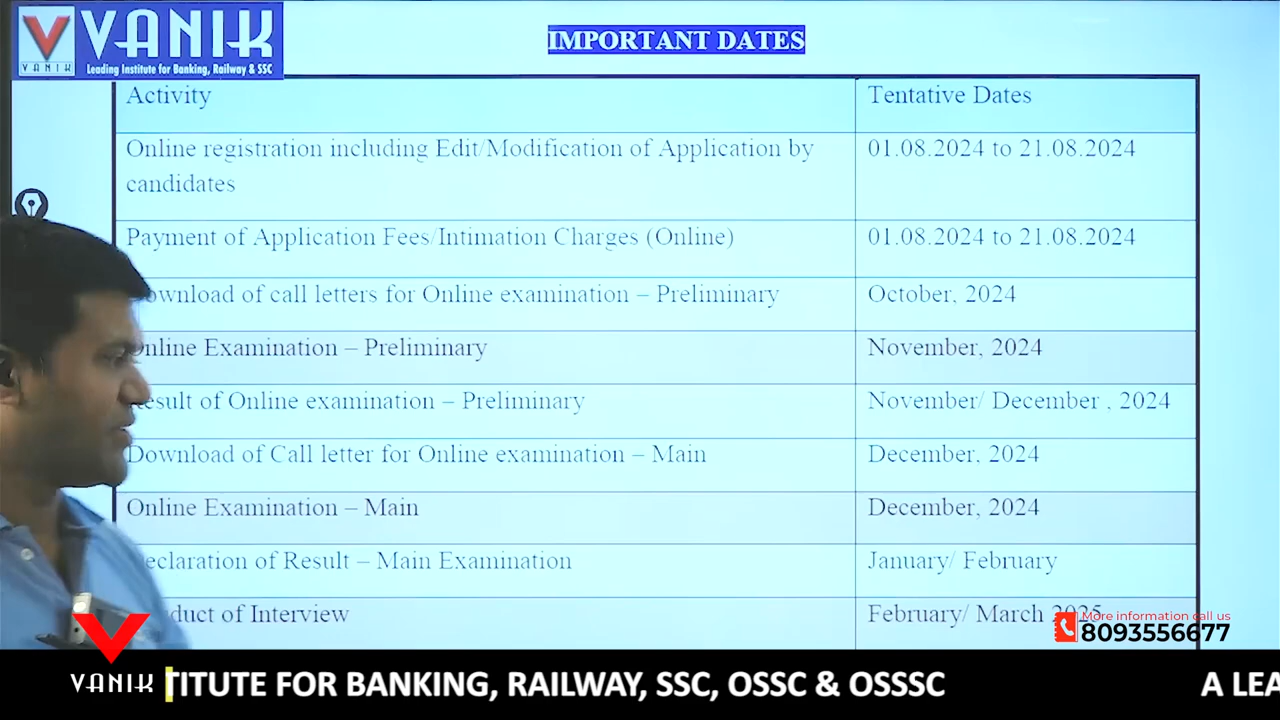 VANIK
VANIK
Leading Institute for Banking, Railway & SSC
IMPORTANT DATES
Activity
Tentative Dates
Online registration including Edit/Modification of Application by
candidates
01.08.2024 to 21.08.2024
Payment of Application Fees/Intimation Charges (Online)
01.08.2024 to 21.08.2024
ownload of call letters for Online examination – Preliminary
October, 2024
Online Examination – Preliminary
November, 2024
esult of Online examination – Preliminary
November/ December , 2024
Download of Call letter for Online examination – Main
December, 2024
Online Examination – Main
December, 2024
eclaration of Result – Main Examination
January/ February
duct of Interview
February/ March 2025
More information call us
8093556677
VANIK
TITUTE FOR BANKING, RAILWAY, SSC, OSSC & OSSSC
A LEA